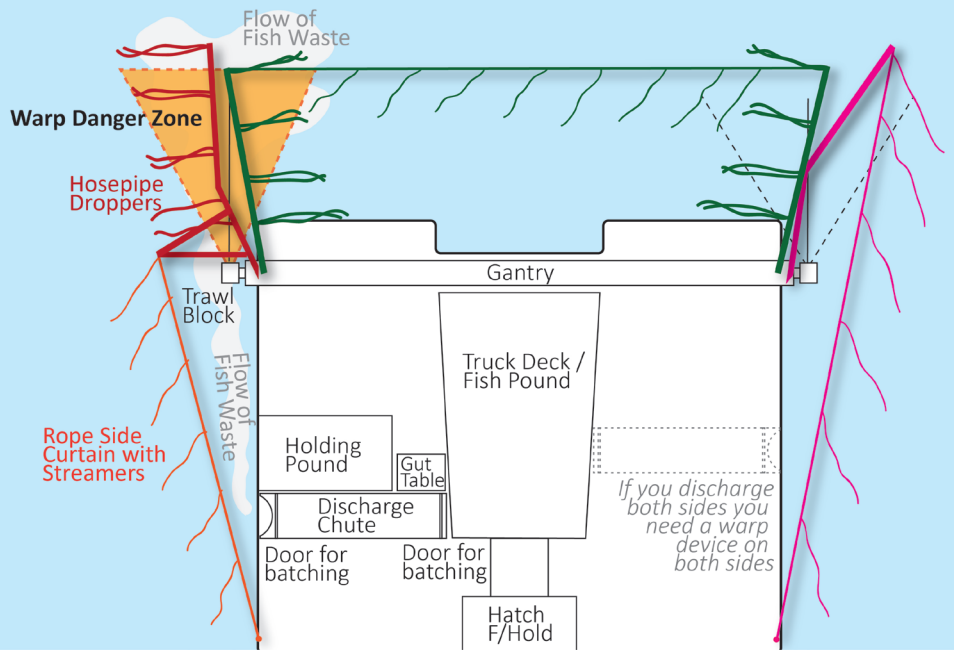 Flow of
Fish Waste
Warp Danger Zone
Hosepipe
Droppers
Gantry
Trawl
Block
Truck Deck /
Fish Pound
Flow of
Fish Waste
Rope Side
Curtain with
Streamers
Holding
Pound
Gut
Table
Discharge
Chute
If you discharge
both sides you
need a warp
device on
both sides
Door for
batching
Door for
batching
Hatch
F/Hold